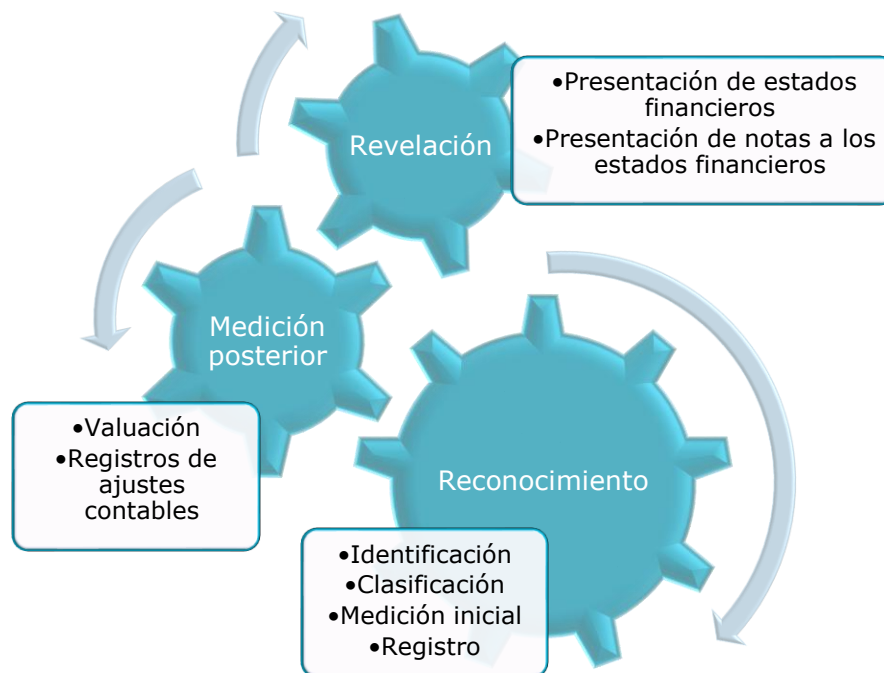 Revelación
•Presentación de estados
financieros
•Presentación de notas a los
estados financieros
Medición
posterior
•Valuación
•Registros de
ajustes
contables
Reconocimiento
•Identificación
•Clasificación
•Medición inicial
•Registro